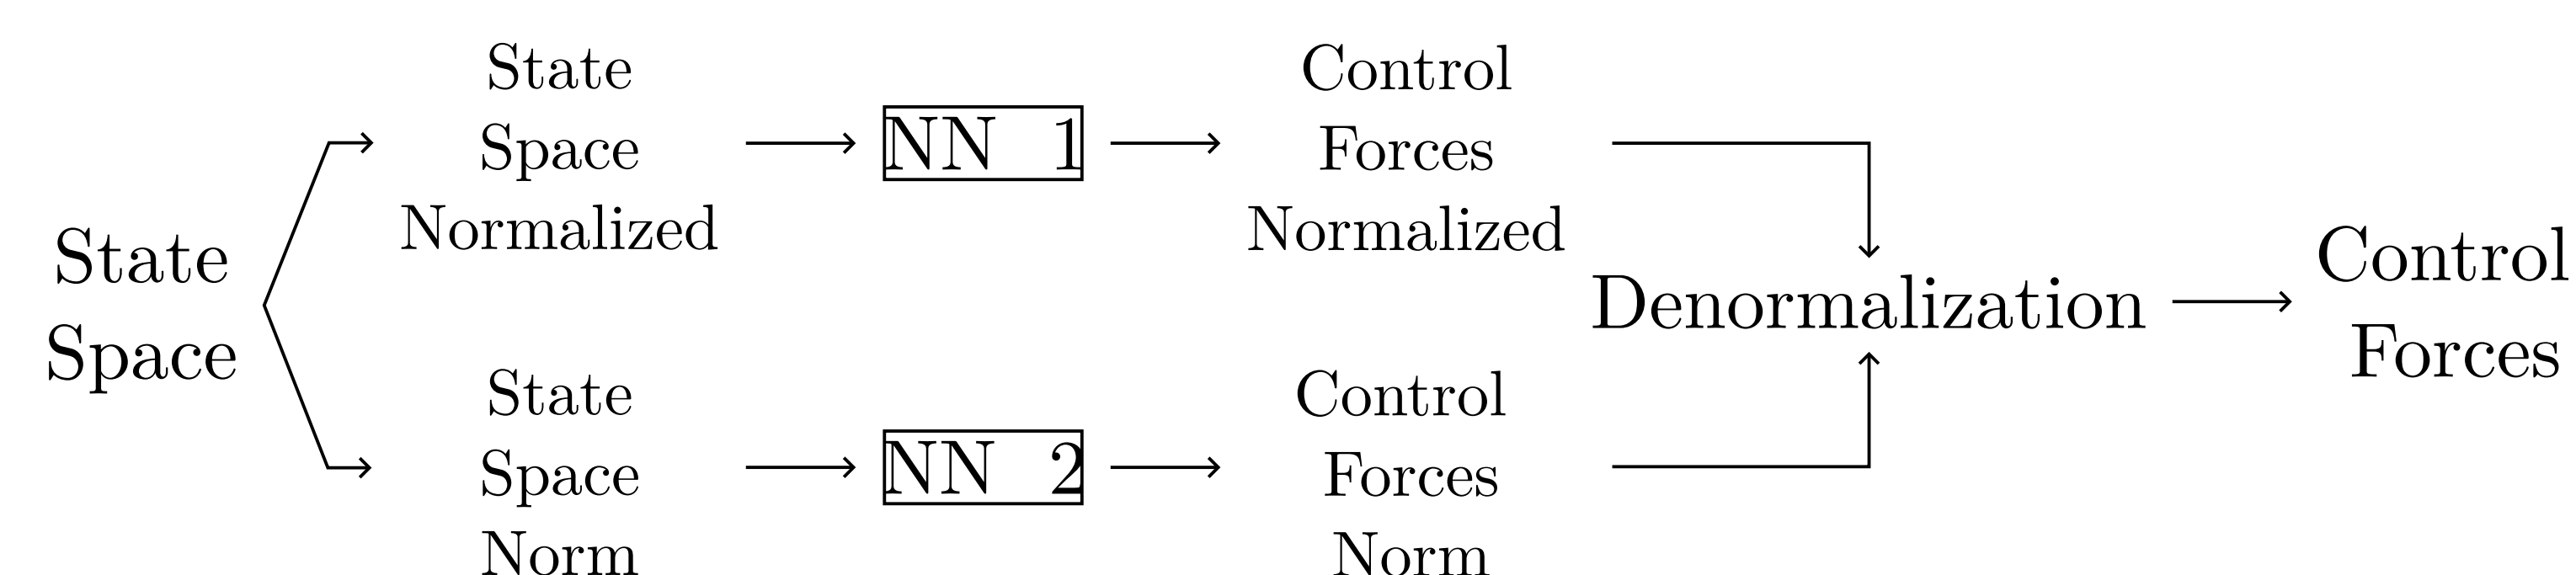 State
Space
State
Space
Normalized
NN 1
Control
Forces
Normalized
State
Space
Norm
NN 2
Control
Forces
Norm
Denormalization
Control
Forces